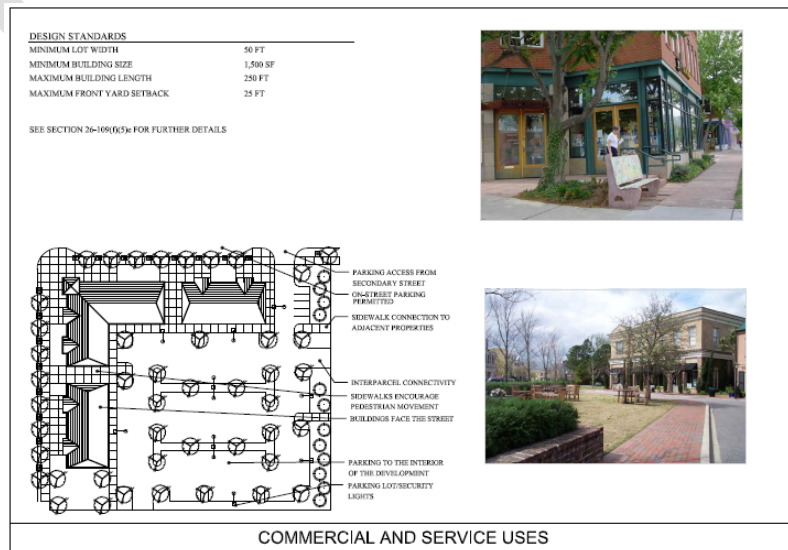 DESIGN STANDARDS
MINIMUM LOT WIDTH 50 FT
MINIMUM BUILDING SIZE 1,500 SF
MAXIMUM BUILDING LENGTH 250 FT
MAXIMUM FRONT YARD SETBACK 25 FT
SEE SECTION 26-109(f)(5)e FOR FURTHER DETAILS
PARKING ACCESS FROM
SECONDARY STREET
ON-STREET PARKING
PERMITTED
SIDEWALK CONNECTION TO
ADJACENT PROPERTIES
INTERPARCEL CONNECTIVITY
SIDEWALKS ENCOURAGE
PEDESTRIAN MOVEMENT
BUILDINGS FACE THE STREET
PARKING TO THE INTERIOR
OF THE DEVELOPMENT
PARKING LOT/SECURITY
LIGHTS
COMMERCIAL AND SERVICE USES